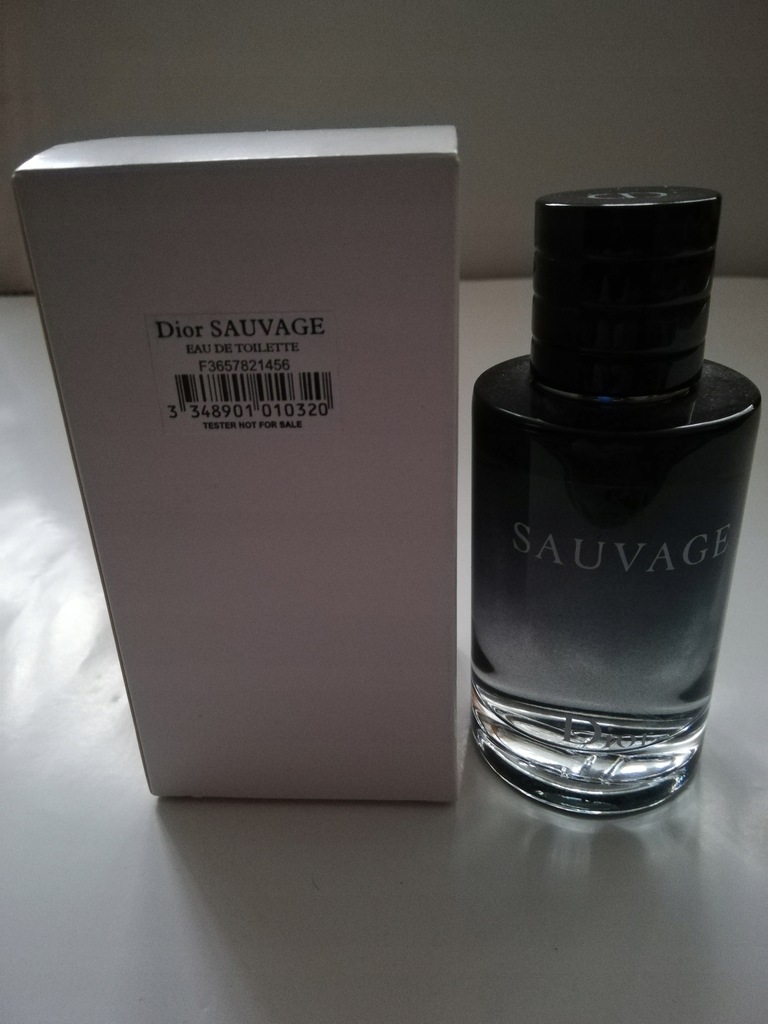 Dior SAUVAGE
EAU DE TOILETTE
F3657821456
3 348901 010320
TESTER NOT FOR SALE
SAUVAGE
Dior